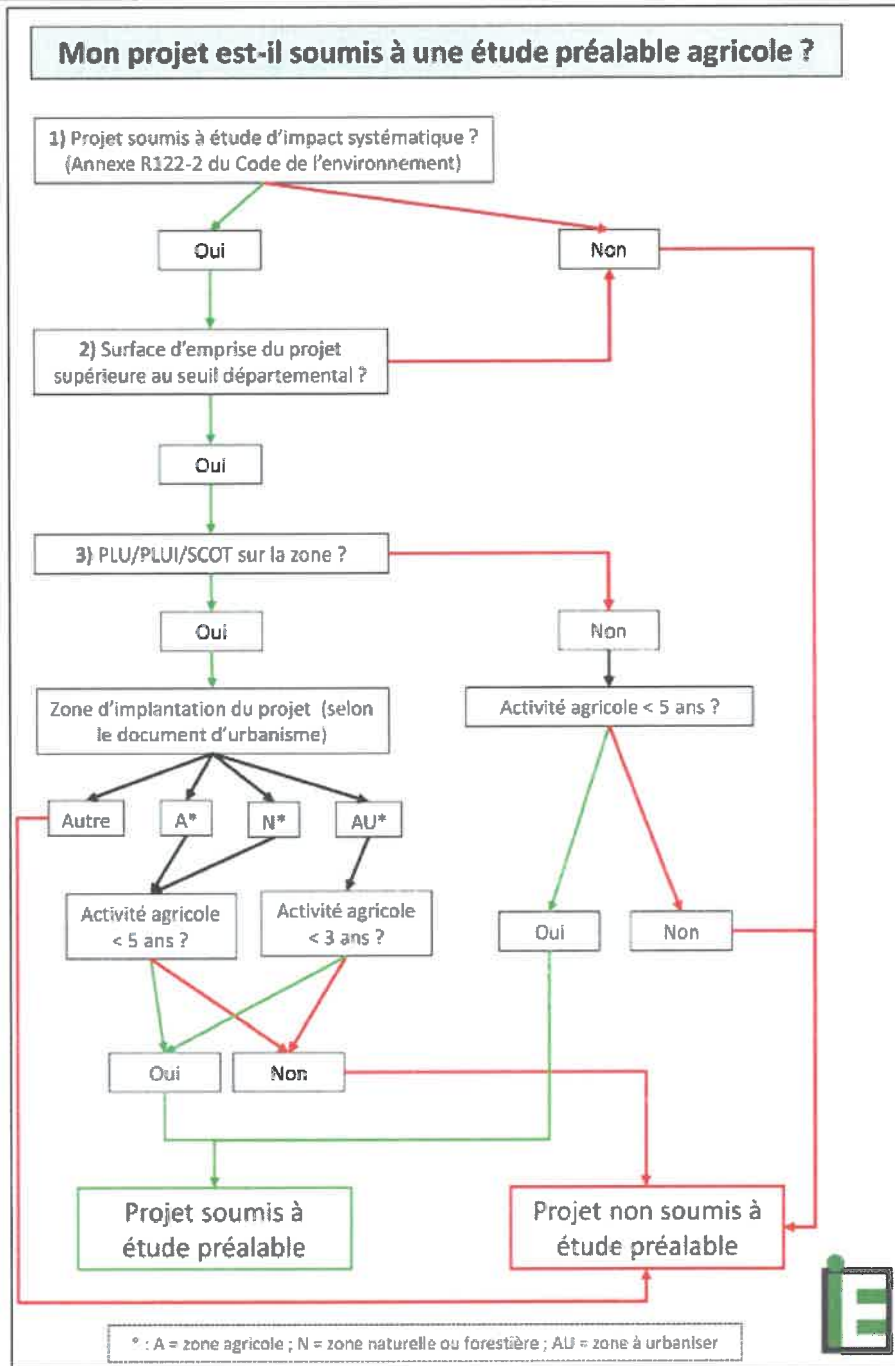 Mon projet est-il soumis à une étude préalable agricole ?
1) Projet soumis à étude d'impact systématique ?
(Annexe R122-2 du Code de l'environnement)
Oui
Non
2) Surface d'emprise du projet
supérieure au seuil départemental ?
Oui
3) PLU/PLUI/SCOT sur la zone ?
Oui
Non
Zone d'implantation du projet (selon
le document d'urbanisme)
Activité agricole < 5 ans ?
Autre
A*
N*
AU*
Activité agricole
< 5 ans ?
Activité agricole
< 3 ans ?
Oui
Non
Oui
Non
Projet soumis à
étude préalable
Projet non soumis à
étude préalable
* : A = zone agricole ; N = zone naturelle ou forestière ; AU = zone à urbaniser
iE